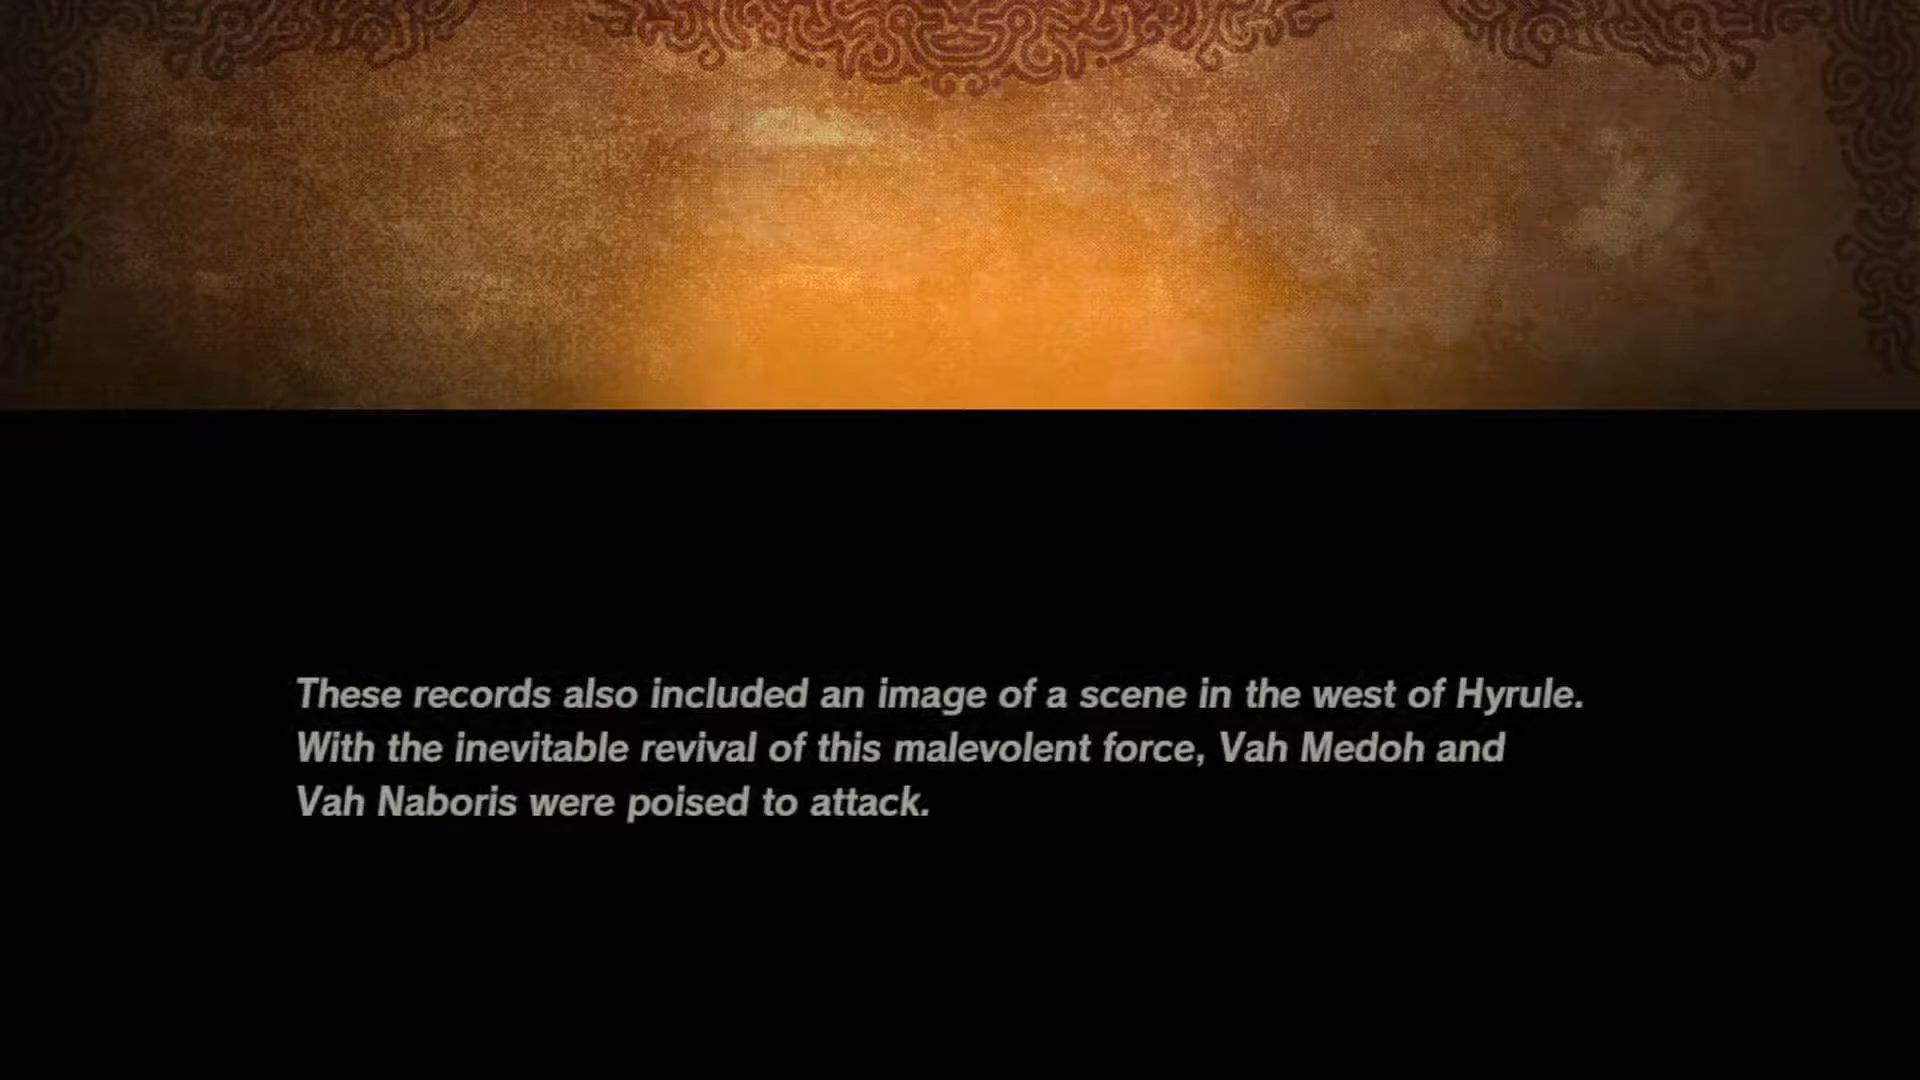 These records also included an image of a scene in the west of Hyrule.
With the inevitable revival of this malevolent force, Vah Medoh and
Vah Naboris were poised to attack.